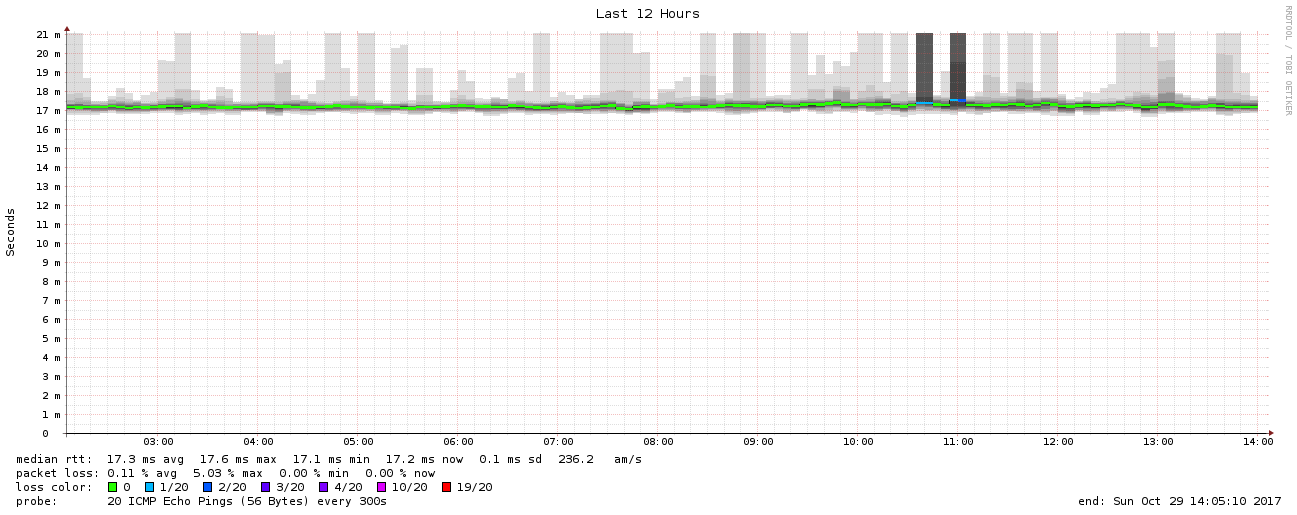 Last 12 Hours
RRDTOOL / TOBI OETIKER
21 m
20 m
19 m
18 m
17 m
16 m
15 m
14 m
13 m
12 m
11 m
10 m
9 m
8 m
7 m
6 m
5 m
4 m
3 m
2 m
1 m
0
Seconds
03:00 04:00 05:00 06:00 07:00 08:00 09:00 10:00 11:00 12:00 13:00 14:00
median rtt: 17.3 ms avg 17.6 ms max 17.1 ms min 17.2 ms now 0.1 ms sd 236.2 am/s
packet loss: 0.11 % avg 5.03 % max 0.00 % min 0.00 % now
loss color: 0 1/20 2/20 3/20 4/20 10/20 19/20
probe: 20 ICMP Echo Pings (56 Bytes) every 300s end: Sun Oct 29 14:05:10 2017